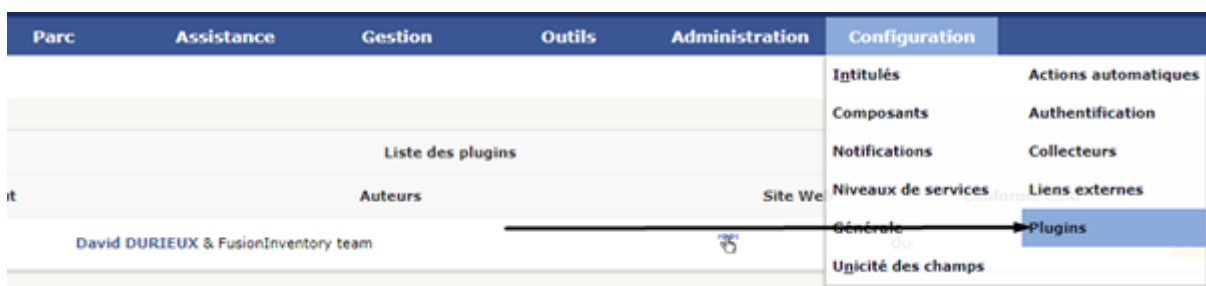 Parc Assistance Gestion Outils Administration Configuration
Intitulés Actions automatiques
Composants Authentification
Liste des plugins Notifications Collecteurs
Auteurs Site We Niveaux de services Liens externes
David DURIEUX & FusionInventory team Générale Oui Plugins
Unicité des champs